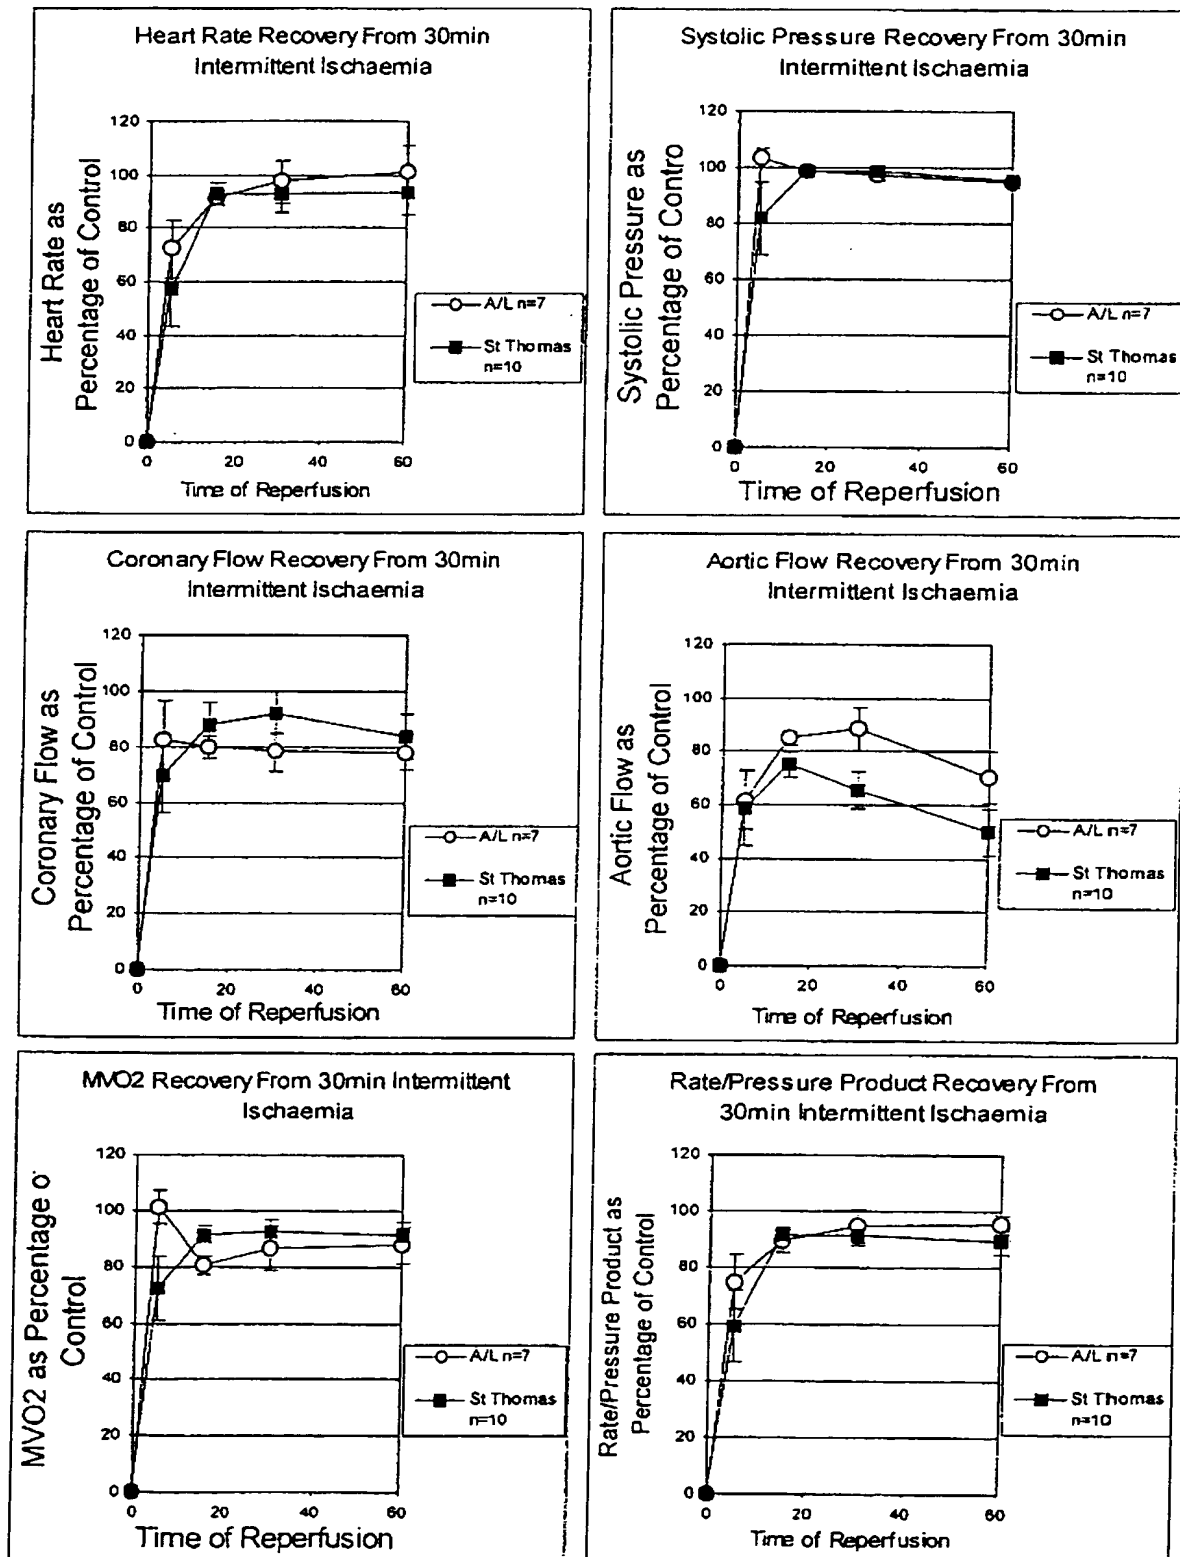 Heart Rate Recovery From 30min
Intermittent Ischaemia
120
100
80
60
40
20
0
0
20
40
60
Heart Rate as
Percentage of Control
Time of Reperfusion
A/L n=7
St Thomas
n=10
Systolic Pressure Recovery From 30min
Intermittent Ischaemia
120
100
80
60
40
20
0
0
20
40
60
Systolic Pressure as
Percentage of Contro
Time of Reperfusion
A/L n=7
St Thomas
n=10
Coronary Flow Recovery From 30min
Intermittent Ischaemia
120
100
80
60
40
20
0
0
20
40
60
Coronary Flow as
Percentage of Control
Time of Reperfusion
A/L n=7
St Thomas
n=10
Aortic Flow Recovery From 30min
Intermittent Ischaemia
120
100
80
60
40
20
0
0
20
40
60
Aortic Flow as
Percentage of Control
Time of Reperfusion
A/L n=7
St Thomas
n=10
MVO2 Recovery From 30min Intermittent
Ischaemia
120
100
80
60
40
20
0
0
20
40
60
MVO2 as Percentage o
Control
Time of Reperfusion
A/L n=7
St Thomas
n=10
Rate/Pressure Product Recovery From
30min Intermittent Ischaemia
120
100
80
60
40
20
0
0
20
40
60
Rate/Pressure Product as
Percentage of Control
Time of Reperfusion
A/L n=7
St Thomas
n=10